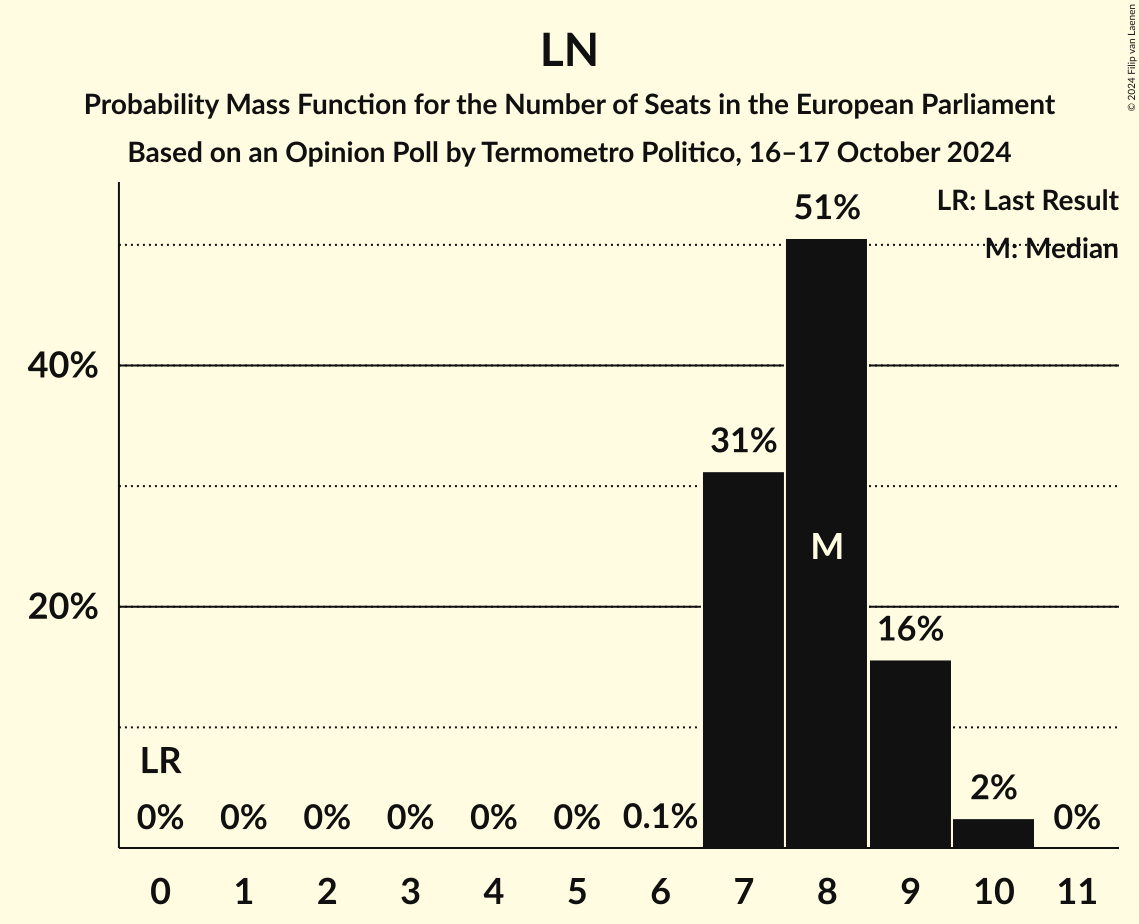 LN
Probability Mass Function for the Number of Seats in the European Parliament
Based on an Opinion Poll by Termometro Politico, 16–17 October 2024
© 2024 Filip van Laenen
LR: Last Result
M: Median
51%
40%
31%
M
20%
16%
LR
0% 0% 0% 0% 0% 0% 0.1% 2% 0%
0 1 2 3 4 5 6 7 8 9 10 11